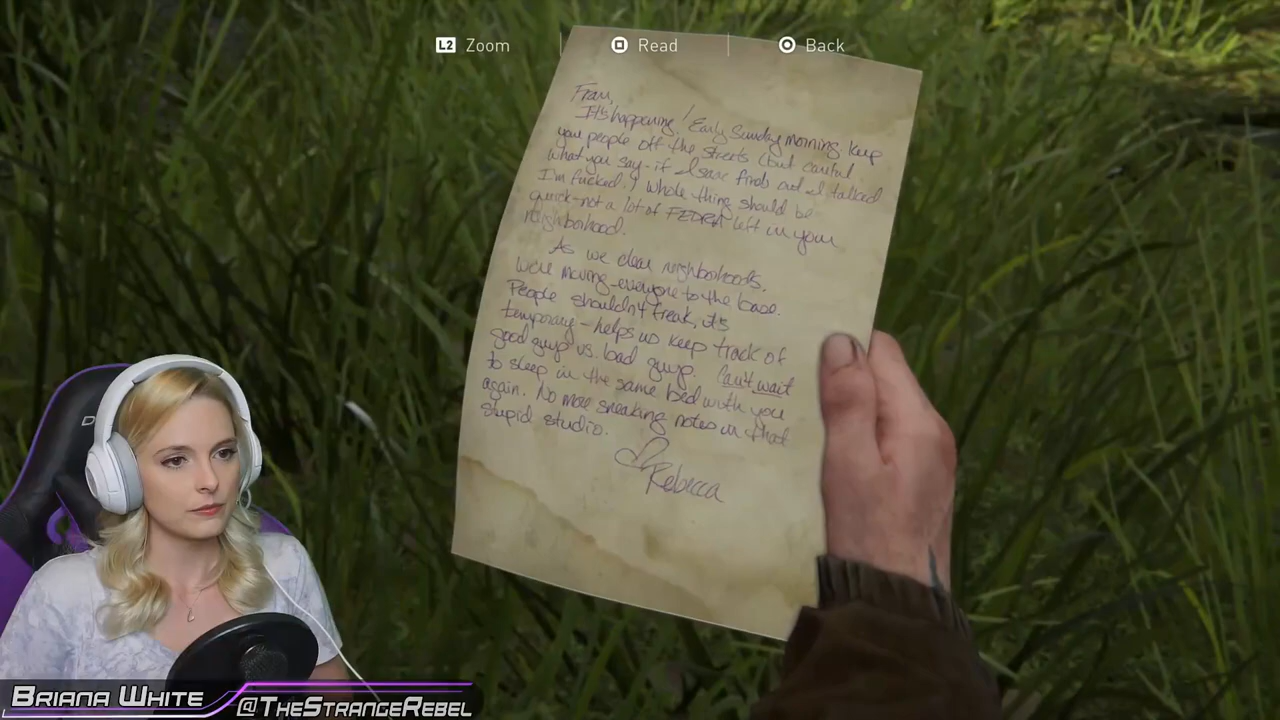 L2 Zoom
Read
Back
Fran,
It's happening! Early Sunday morning. Keep
your people off the streets (but careful
what you say - if Isaac finds out I talked
I'm fucked.) Whole thing should be
quick - not a lot of FEDRA left in your
neighborhood.
As we clear neighborhoods,
we're moving everyone to the base.
People shouldn't freak, it's
temporary - helps us keep track of
good guys vs. bad guys. Can't wait
to sleep in the same bed with you
again. No more sneaking notes in that
stupid studio.
Rebecca
BRIANA WHITE
@THESTRANGEREBEL